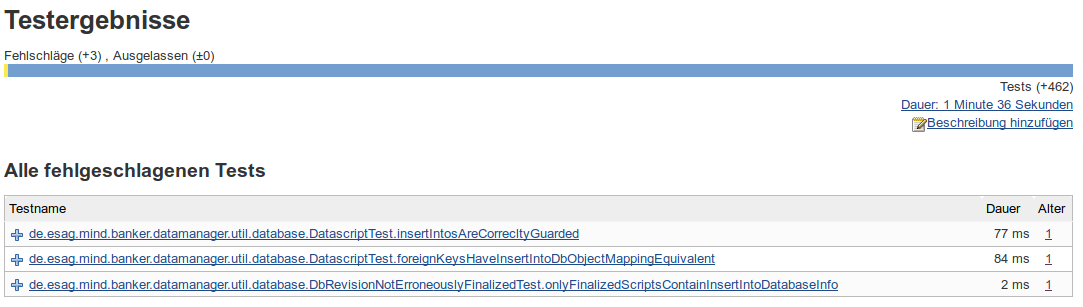 Testergebnisse
Fehlschläge (+3) , Ausgelassen (±0)
Tests (+462)
Dauer: 1 Minute 36 Sekunden
Beschreibung hinzufügen
Alle fehlgeschlagenen Tests
Testname Dauer Alter
de.esag.mind.banker.datamanager.util.database.DatascriptTest.insertIntosAreCorrecltyGuarded 77 ms 1
de.esag.mind.banker.datamanager.util.database.DatascriptTest.foreignKeysHaveInsertIntoDbObjectMappingEquivalent 84 ms 1
de.esag.mind.banker.datamanager.util.database.DbRevisionNotErroneouslyFinalizedTest.onlyFinalizedScriptsContainInsertIntoDatabaseInfo 2 ms 1